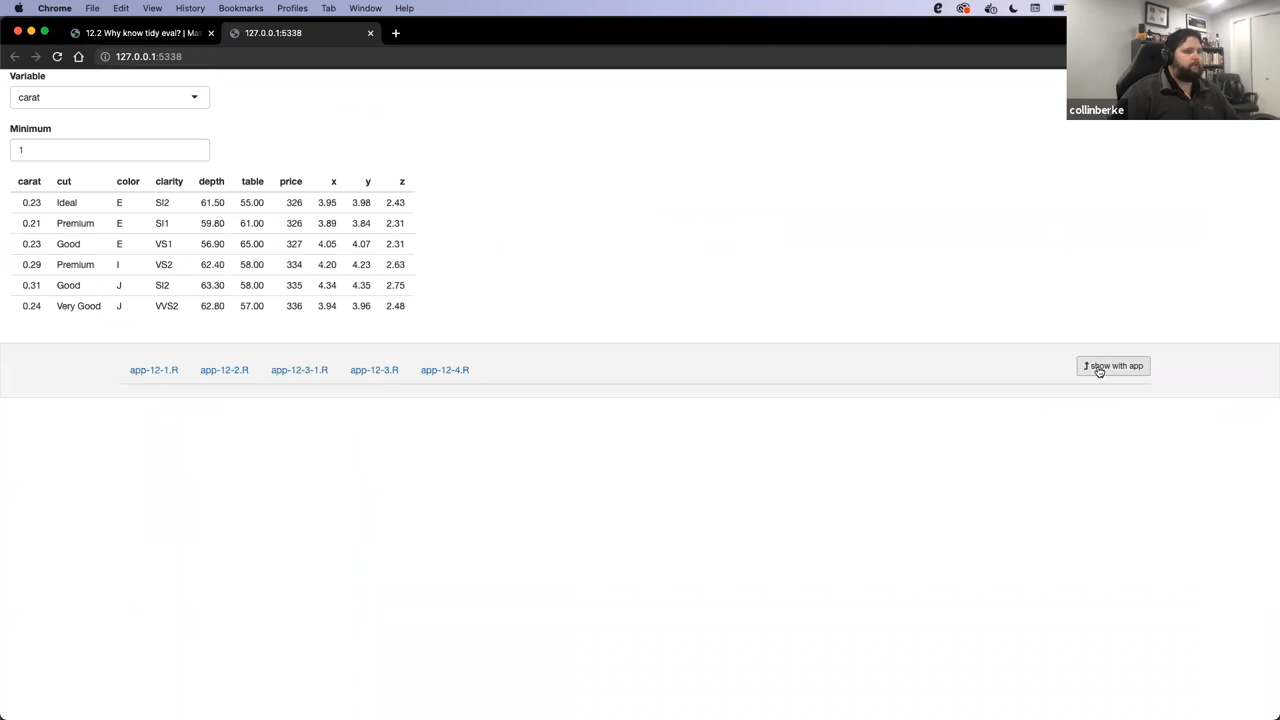 Chrome File Edit View History Bookmarks Profiles Tab Window Help
12.2 Why know tidy eval? | Mas
127.0.0.1:5338
127.0.0.1:5338
collinberke
Variable
carat
Minimum
1
carat cut color clarity depth table price x y z
0.23 Ideal E SI2 61.50 55.00 326 3.95 3.98 2.43
0.21 Premium E SI1 59.80 61.00 326 3.89 3.84 2.31
0.23 Good E VS1 56.90 65.00 327 4.05 4.07 2.31
0.29 Premium I VS2 62.40 58.00 334 4.20 4.23 2.63
0.31 Good J SI2 63.30 58.00 335 4.34 4.35 2.75
0.24 Very Good J VVS2 62.80 57.00 336 3.94 3.96 2.48
app-12-1.R app-12-2.R app-12-3-1.R app-12-3.R app-12-4.R
show with app